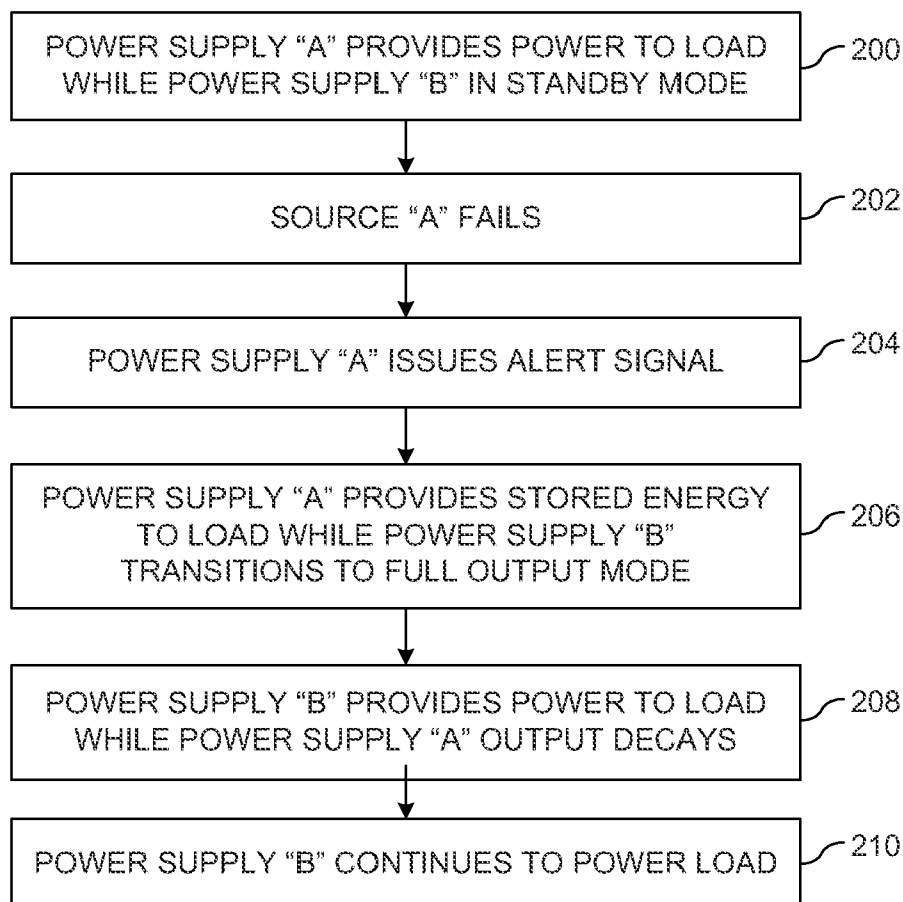 POWER SUPPLY “A” PROVIDES POWER TO LOAD
WHILE POWER SUPPLY “B” IN STANDBY MODE
200
SOURCE “A” FAILS
202
POWER SUPPLY “A” ISSUES ALERT SIGNAL
204
POWER SUPPLY “A” PROVIDES STORED ENERGY
TO LOAD WHILE POWER SUPPLY “B”
TRANSITIONS TO FULL OUTPUT MODE
206
POWER SUPPLY “B” PROVIDES POWER TO LOAD
WHILE POWER SUPPLY “A” OUTPUT DECAYS
208
POWER SUPPLY “B” CONTINUES TO POWER LOAD
210